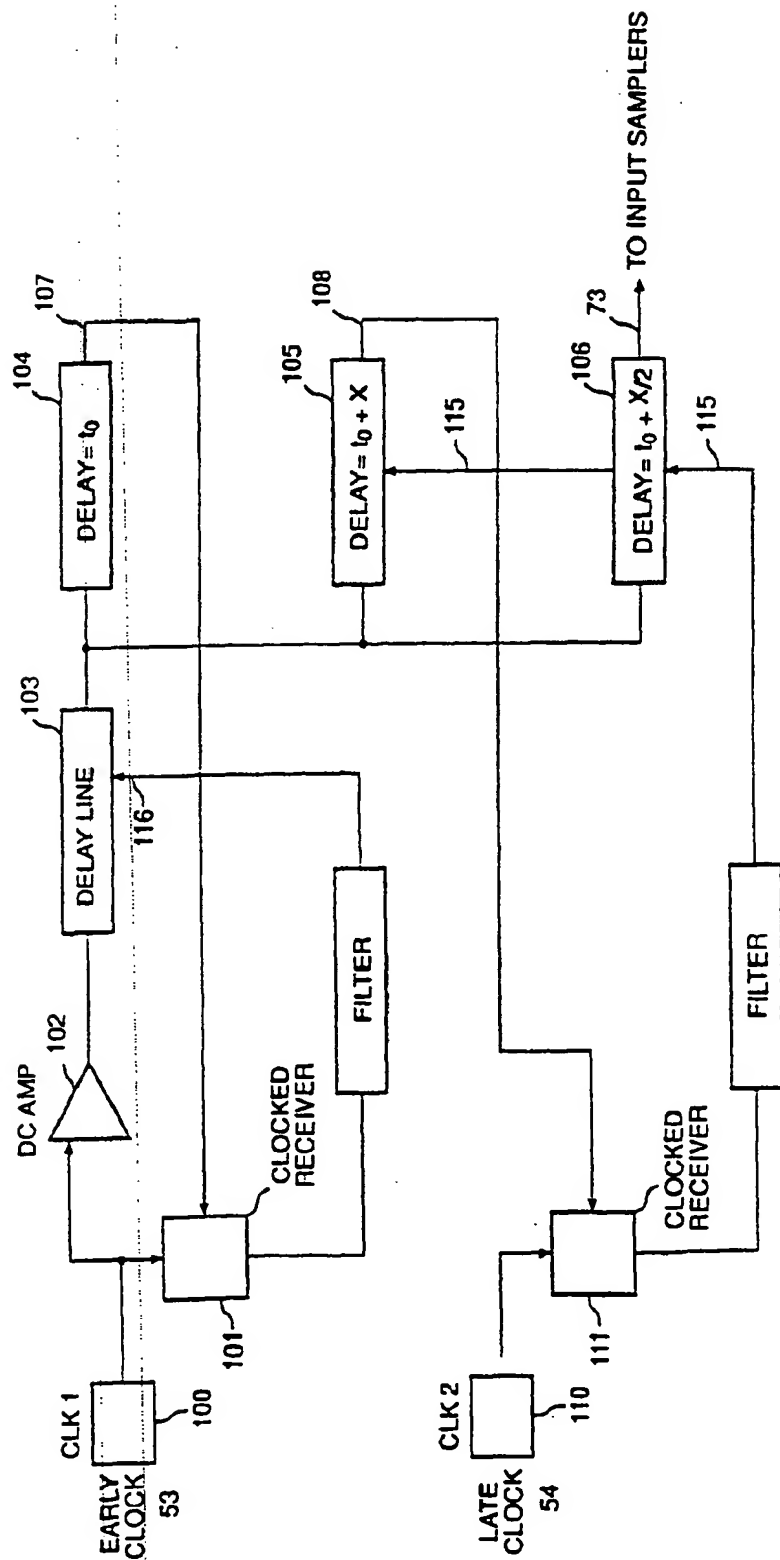 CLK 1
EARLY
CLOCK
53
100
101
CLOCKED
RECEIVER
DC AMP
102
DELAY LINE
103
116
FILTER
DELAY= t₀
104
107
CLK 2
LATE
CLOCK
54
110
111
CLOCKED
RECEIVER
FILTER
DELAY= t₀ + X
105
108
115
DELAY= t₀ + X/2
106
115
73
TO INPUT SAMPLERS